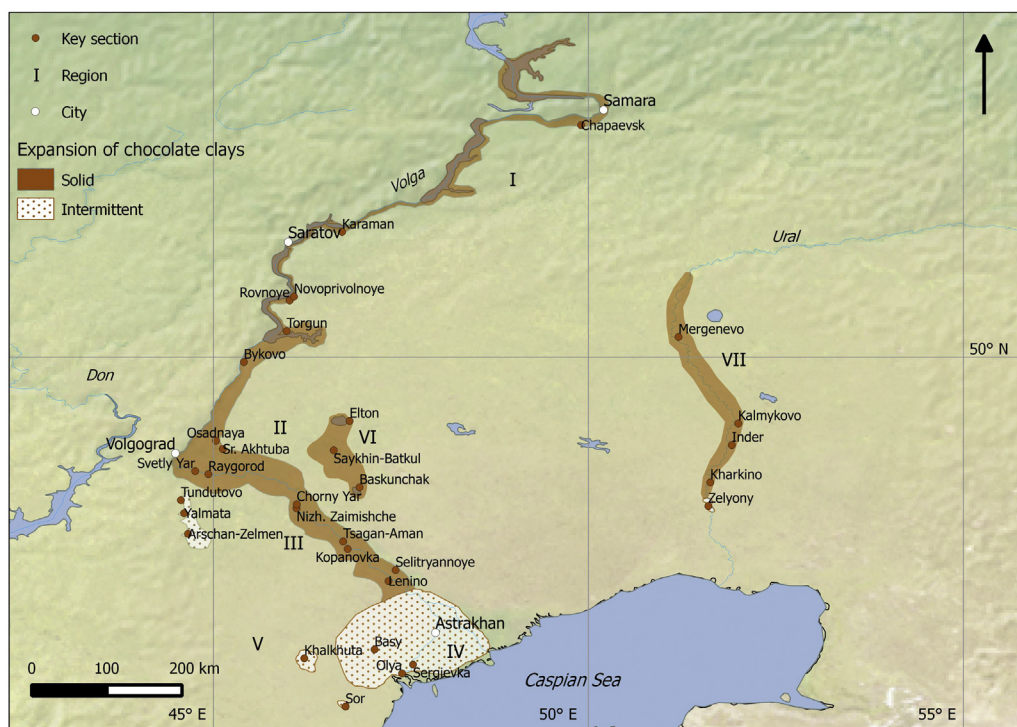 Key section
I Region
City
Expansion of chocolate clays
Solid
Intermittent
Samara
Chapaevsk
Volga
I
Karaman
Saratov
Ural
Rovnoye
Novoprivolnoye
Torgun
Mergenevo
Bykovo
50° N
VII
Don
Elton
Kalmykovo
II
Osadnaya
VI
Volgograd
Sr. Akhtuba
Inder
Saykhin-Batkul
Svetly Yar
Raygorod
Kharkino
Baskunchak
Tundutovo
Chorny Yar
Zelyony
Yalmata
Nizh. Zaimishche
Arschan-Zelmen
III
Tsagan-Aman
Kopanovka
Selitryannoye
Lenino
Astrakhan
V
Khalkhuta
Basy
IV
Olya
Sergievka
0 100 200 km
Caspian Sea
Sor
45° E
50° E
55° E